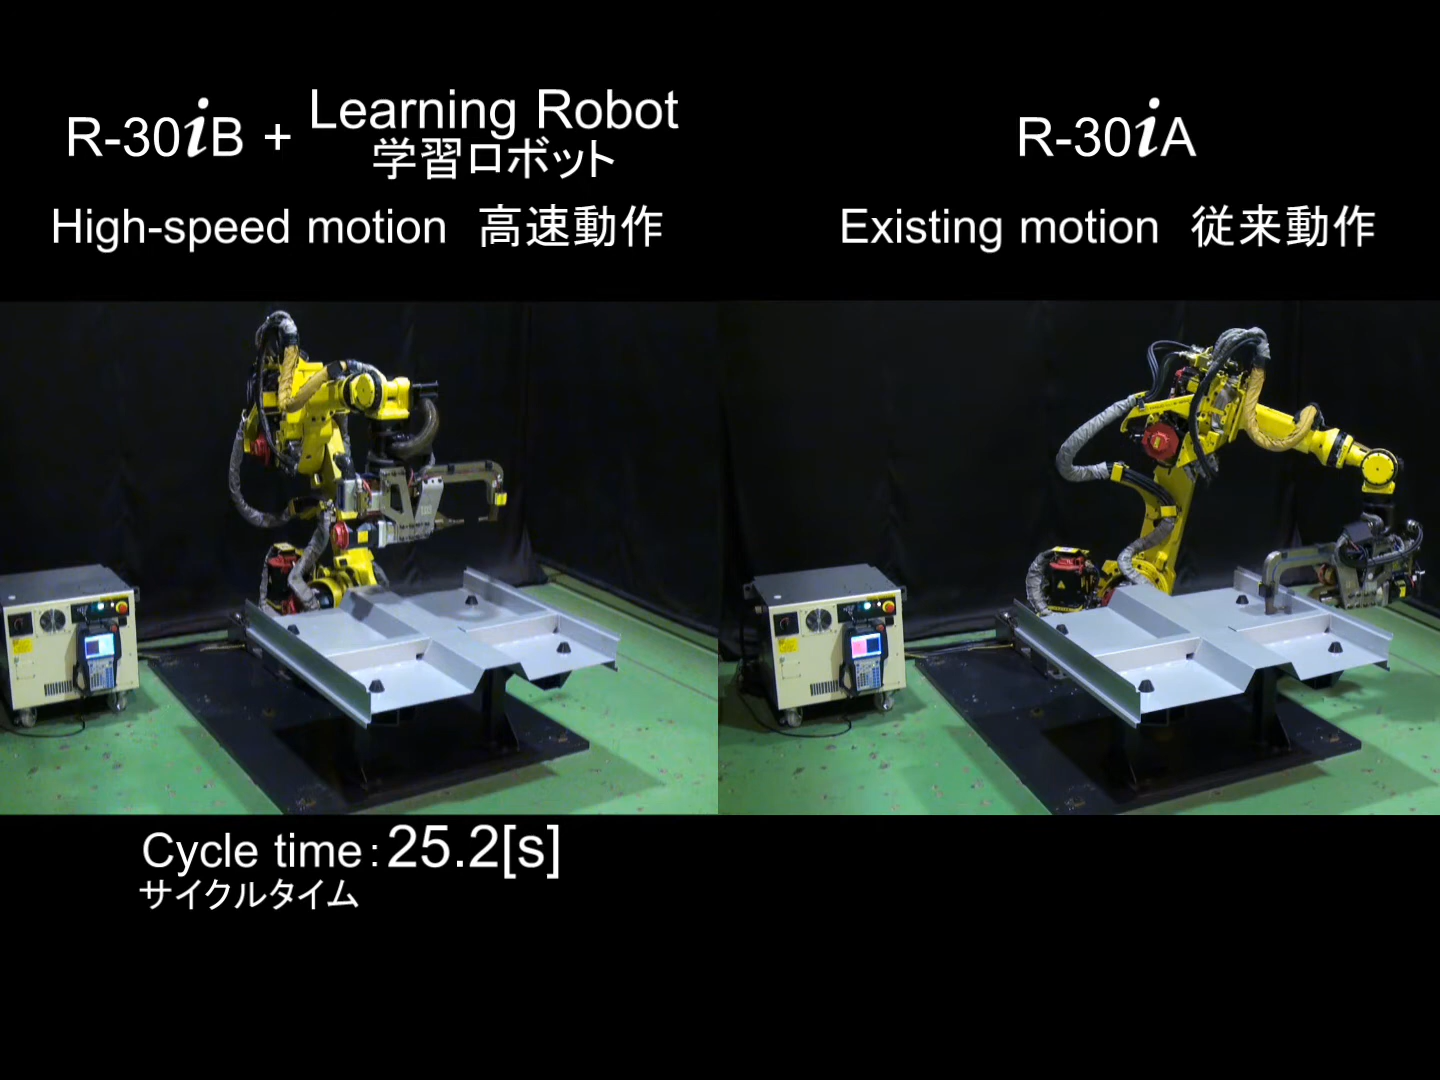 R-30iB + Learning Robot
学習ロボット
High-speed motion 高速動作
R-30iA
Existing motion 従来動作
Cycle time:25.2[s]
サイクルタイム